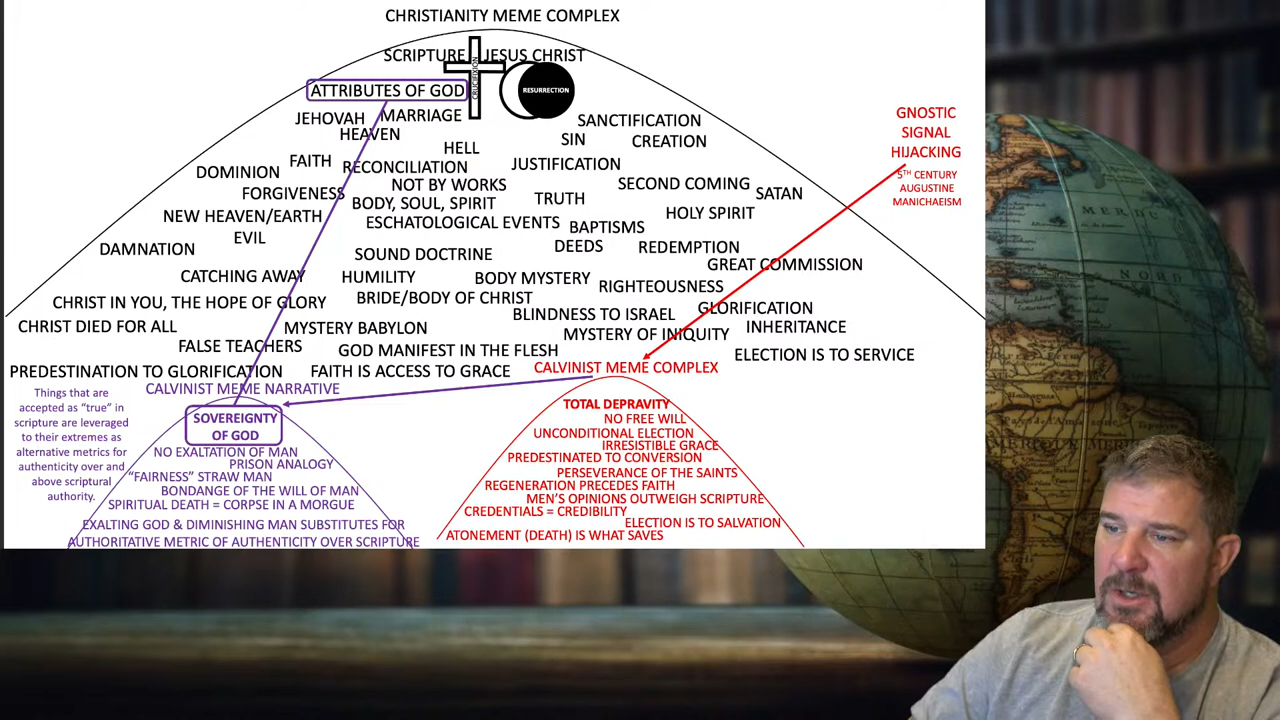 CHRISTIANITY MEME COMPLEX
SCRIPTURE JESUS CHRIST
CRUCIFIXION
ATTRIBUTES OF GOD
RESURRECTION
JEHOVAH
MARRIAGE
HEAVEN
HELL
SANCTIFICATION
SIN
CREATION
FAITH
RECONCILIATION
JUSTIFICATION
DOMINION
NOT BY WORKS
SECOND COMING
FORGIVENESS
BODY, SOUL, SPIRIT
TRUTH
SATAN
NEW HEAVEN/EARTH
ESCHATOLOGICAL EVENTS
BAPTISMS
HOLY SPIRIT
EVIL
DAMNATION
SOUND DOCTRINE
DEEDS
REDEMPTION
GREAT COMMISSION
CATCHING AWAY
HUMILITY
BODY MYSTERY
RIGHTEOUSNESS
CHRIST IN YOU, THE HOPE OF GLORY
BRIDE/BODY OF CHRIST
BLINDNESS TO ISRAEL
GLORIFICATION
CHRIST DIED FOR ALL
MYSTERY BABYLON
MYSTERY OF INIQUITY
INHERITANCE
FALSE TEACHERS
GOD MANIFEST IN THE FLESH
ELECTION IS TO SERVICE
PREDESTINATION TO GLORIFICATION
FAITH IS ACCESS TO GRACE
GNOSTIC
SIGNAL
HIJACKING
5TH CENTURY
AUGUSTINE
MANICHAEISM
CALVINIST MEME COMPLEX
TOTAL DEPRAVITY
NO FREE WILL
UNCONDITIONAL ELECTION
IRRESISTIBLE GRACE
PREDESTINATED TO CONVERSION
PERSEVERANCE OF THE SAINTS
REGENERATION PRECEDES FAITH
MEN'S OPINIONS OUTWEIGH SCRIPTURE
CREDENTIALS = CREDIBILITY
ELECTION IS TO SALVATION
ATONEMENT (DEATH) IS WHAT SAVES
CALVINIST MEME NARRATIVE
SOVEREIGNTY
OF GOD
NO EXALTATION OF MAN
PRISON ANALOGY
"FAIRNESS" STRAW MAN
BONDANGE OF THE WILL OF MAN
SPIRITUAL DEATH = CORPSE IN A MORGUE
EXALTING GOD & DIMINISHING MAN SUBSTITUTES FOR
AUTHORITATIVE METRIC OF AUTHENTICITY OVER SCRIPTURE
Things that are
accepted as "true" in
scripture are leveraged
to their extremes as
alternative metrics for
authenticity over and
above scriptural
authority.
MER DU
NORD